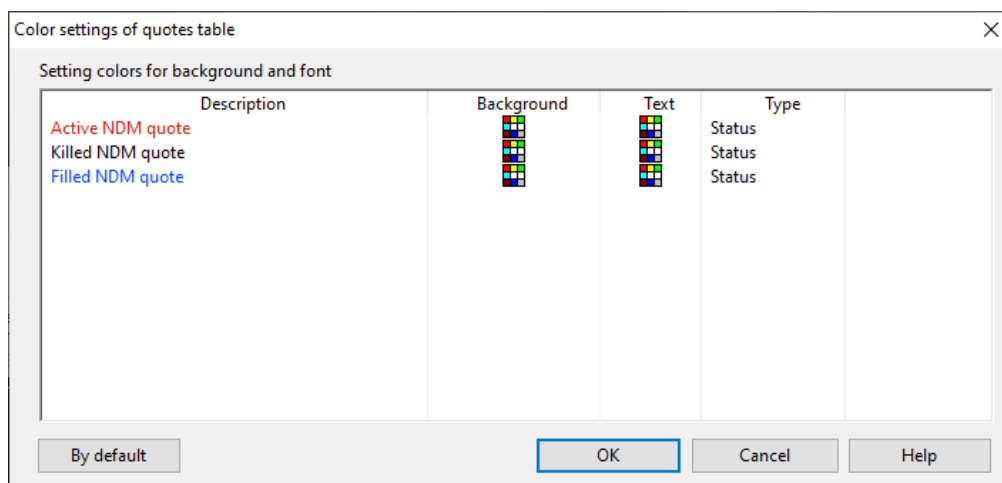 Color settings of quotes table
Setting colors for background and font
Description Background Text Type
Active NDM quote Status
Killed NDM quote Status
Filled NDM quote Status
By default OK Cancel Help